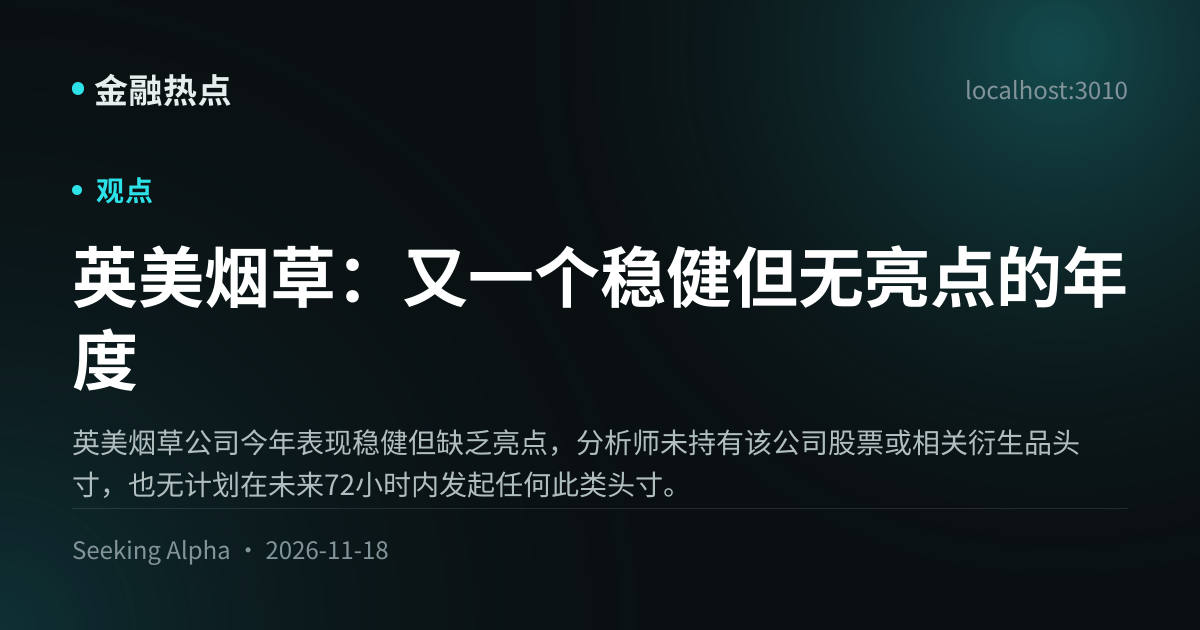 金融热点
localhost:3010
观点
英美烟草：又一个稳健但无亮点的年
度
英美烟草公司今年表现稳健但缺乏亮点，分析师未持有该公司股票或相关衍生品头
寸，也无计划在未来72小时内发起任何此类头寸。
Seeking Alpha · 2026-11-18